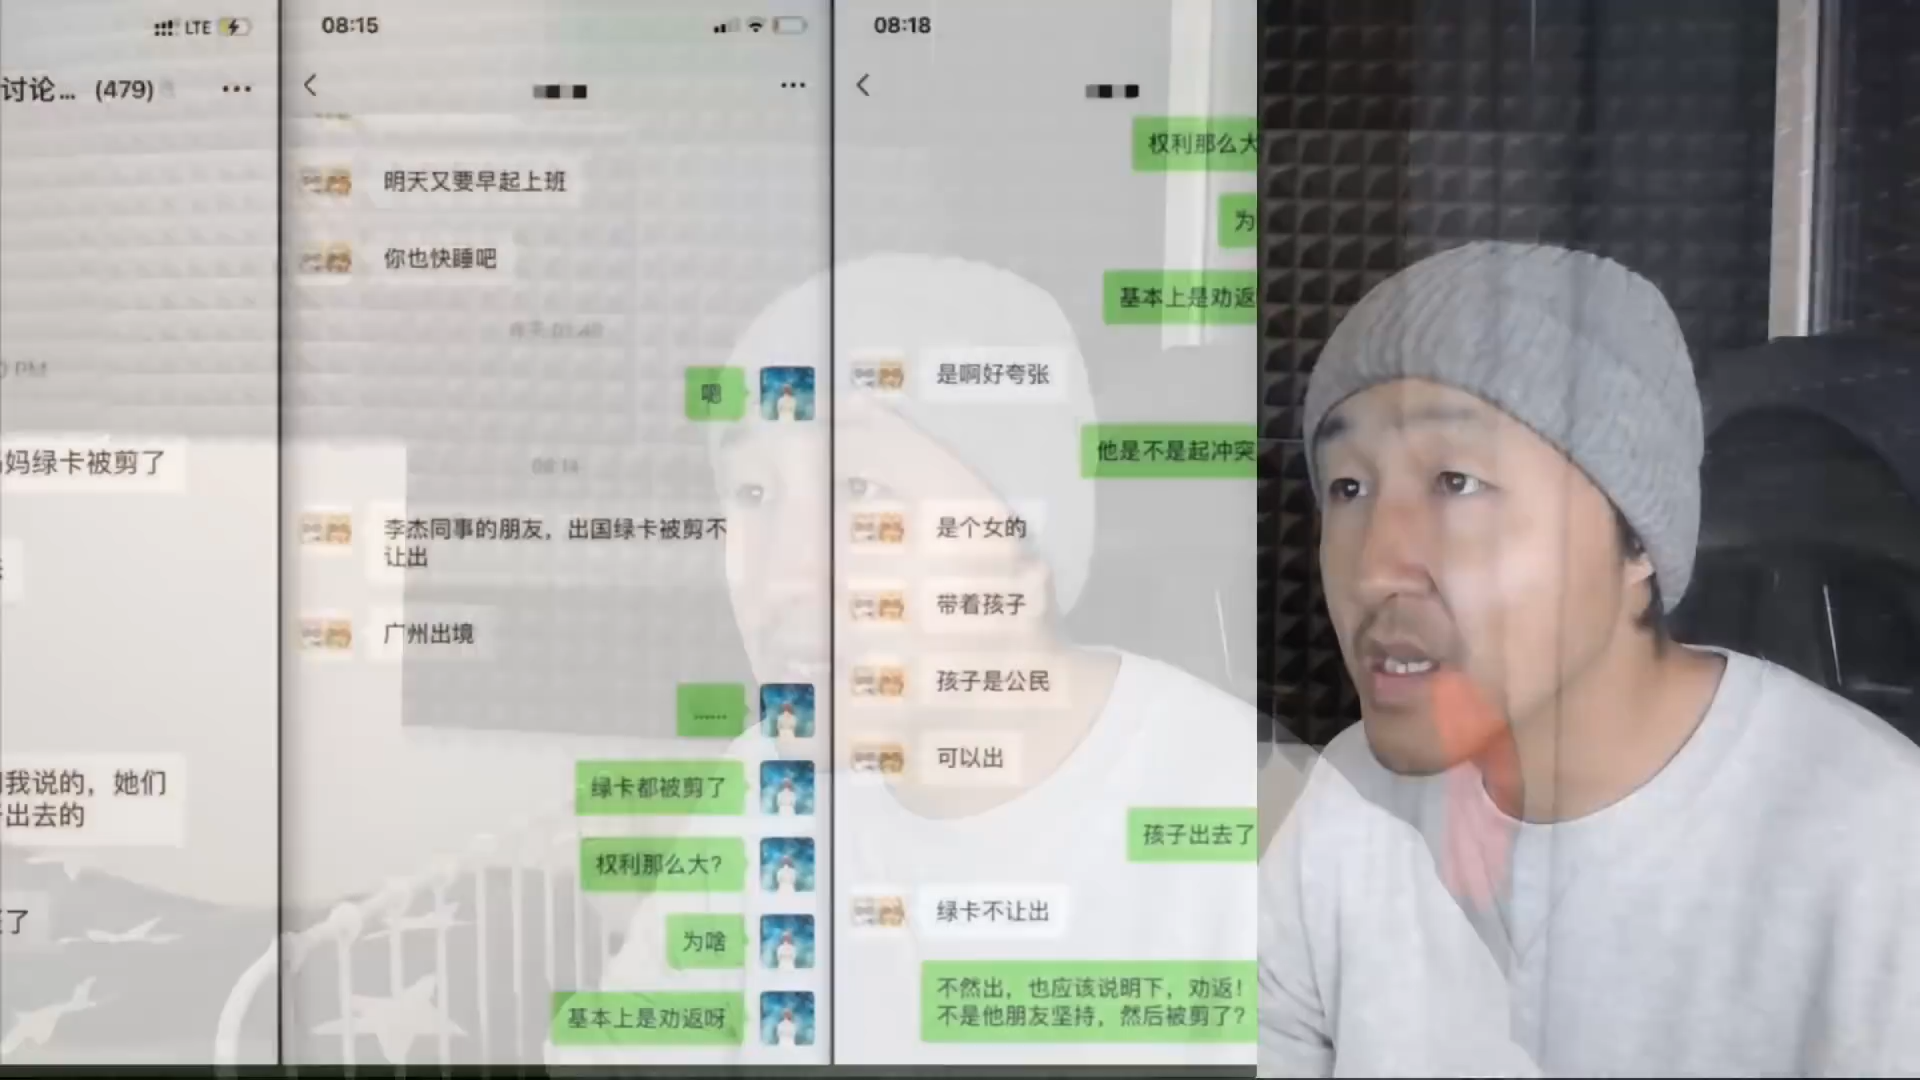 LTE
讨论... (479)
妈绿卡被剪了
我说的，她们
出去的
了
08:15
明天又要早起上班
你也快睡吧
嗯
08:14
李杰同事的朋友，出国绿卡被剪不
让出
广州出境
......
绿卡都被剪了
权利那么大?
为啥
基本上是劝返呀
08:18
权利那么大
为
基本上是劝返
是啊好夸张
他是不是起冲突
是个女的
带着孩子
孩子是公民
可以出
孩子出去了
绿卡不让出
不然出，也应该说明下，劝返!
不是他朋友坚持，然后被剪了?